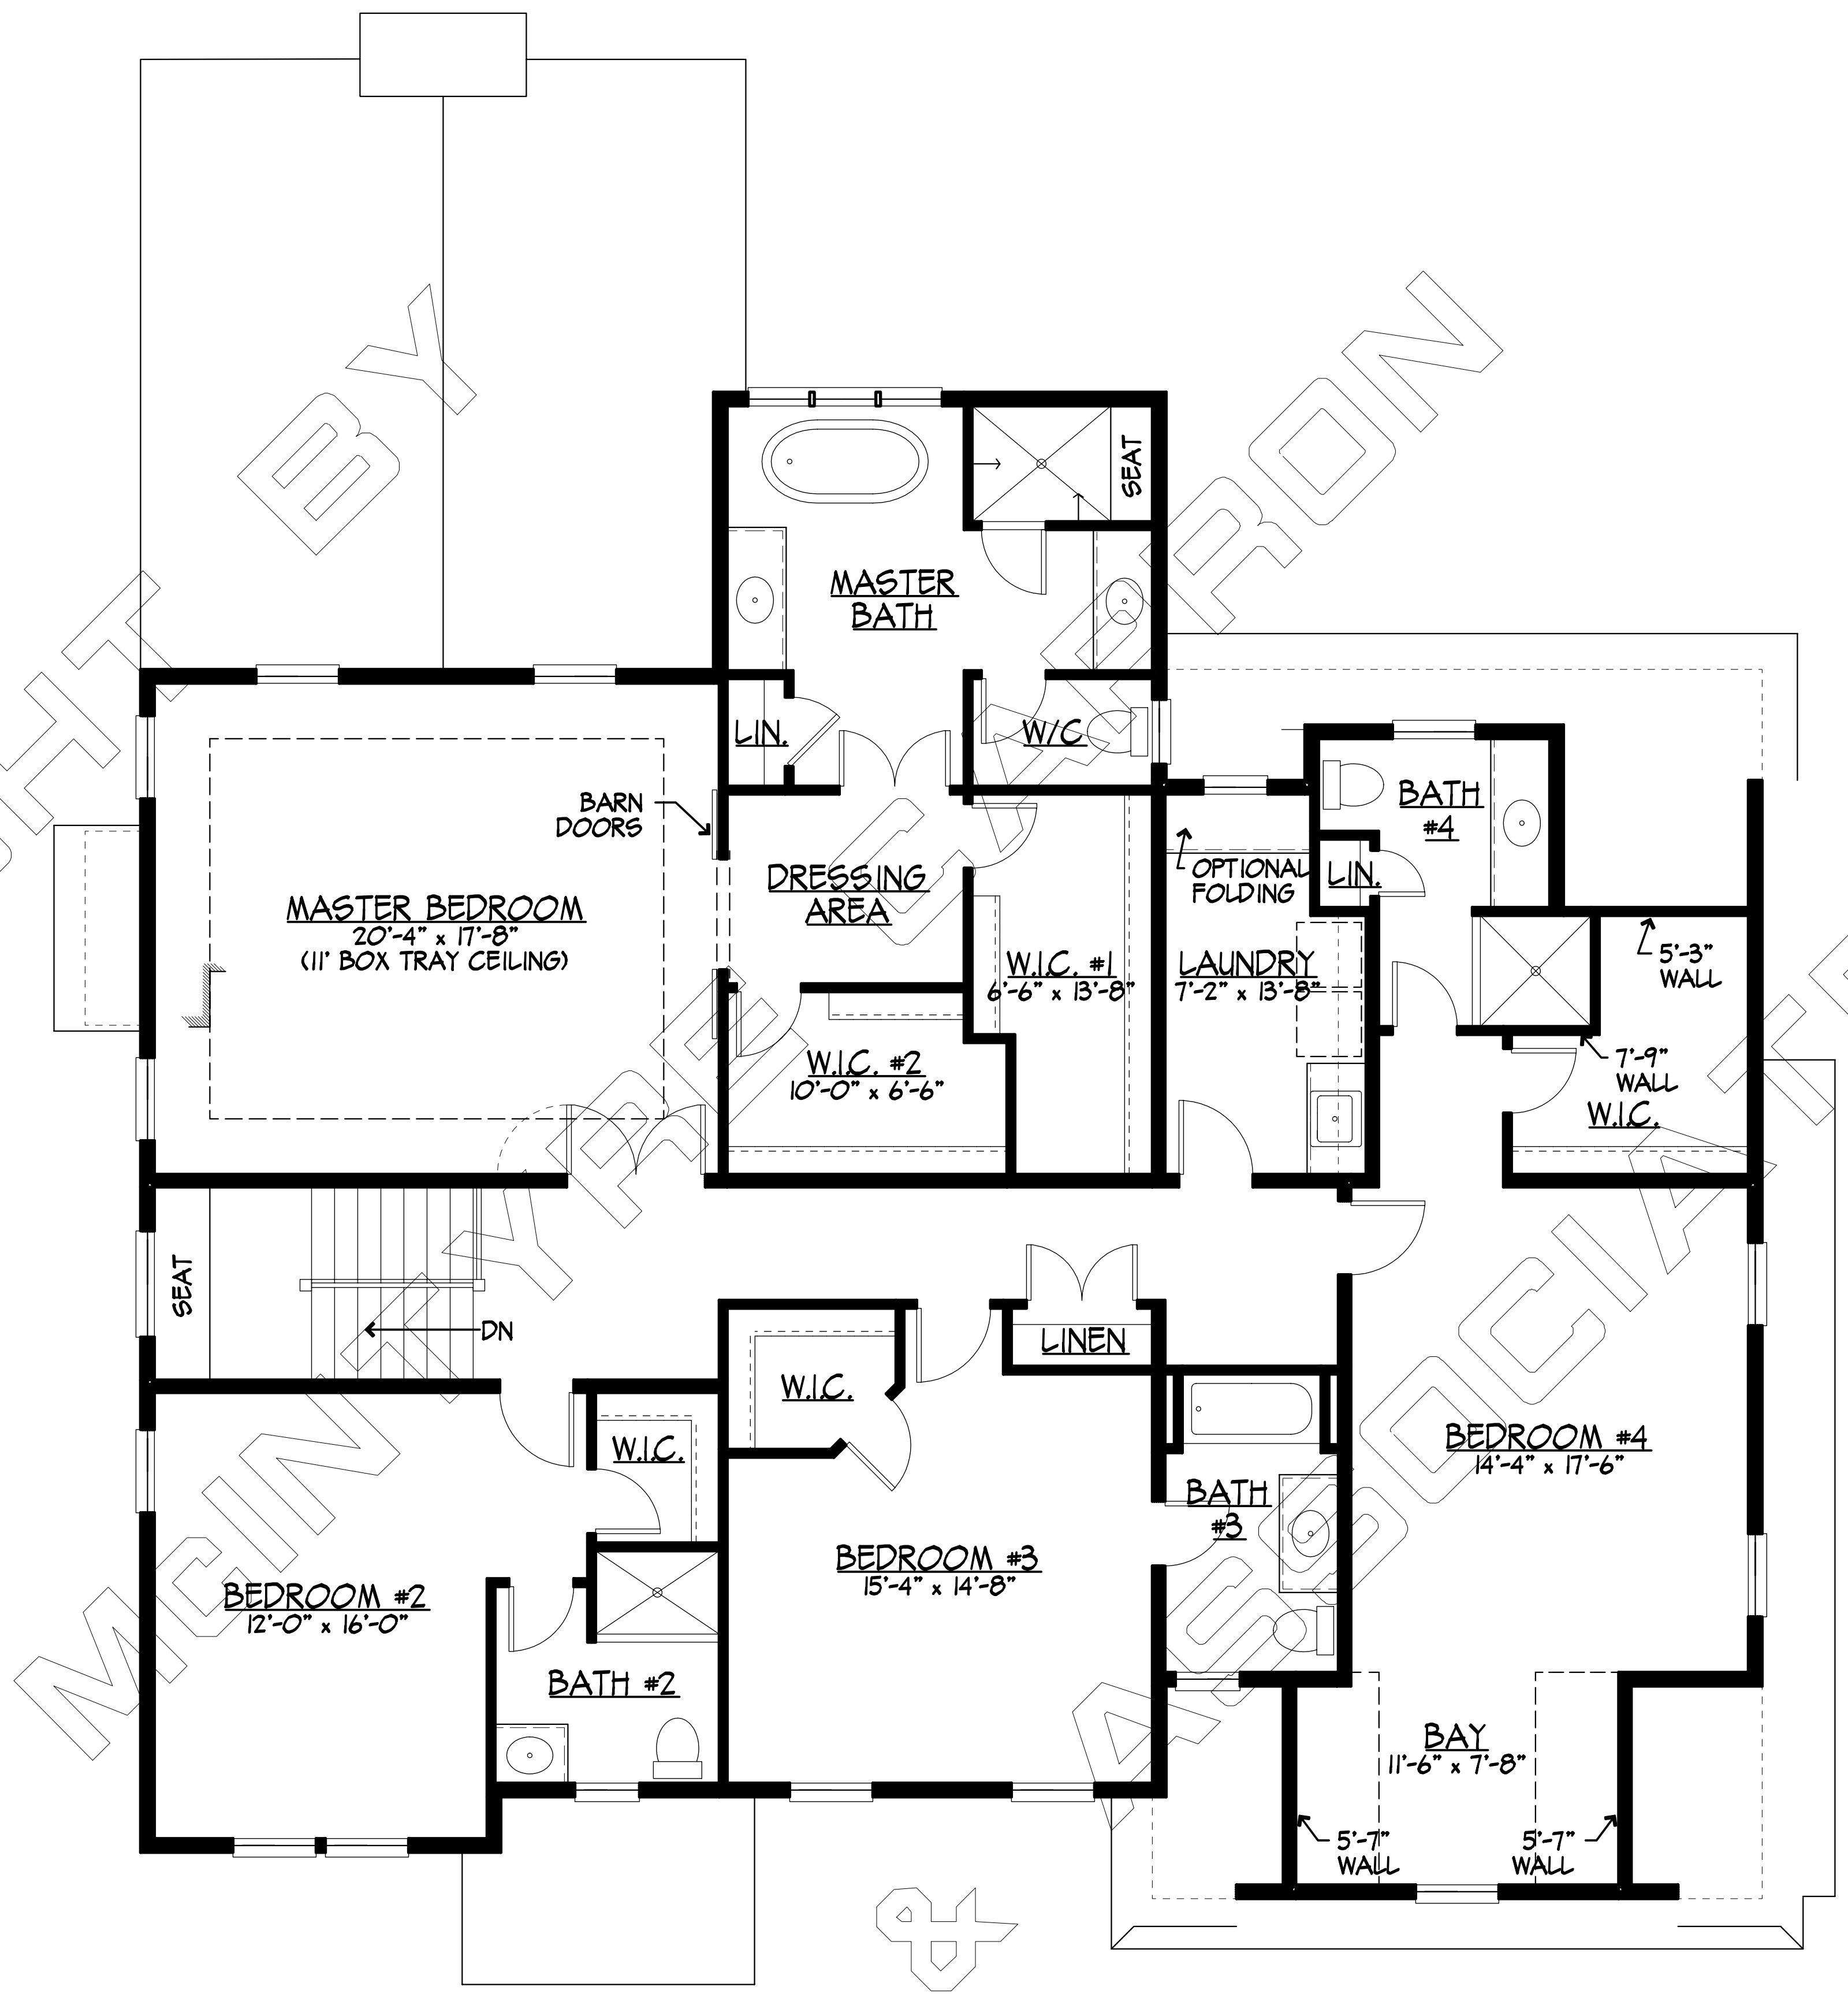 SEAT
MASTER
BATH
LIN.
W/C
BARN
DOORS
BATH
#4
OPTIONAL
FOLDING
LIN.
DRESSING
AREA
MASTER BEDROOM
20'-4" x 17'-8"
(11' BOX TRAY CEILING)
W.I.C. #1
6'-6" x 13'-8"
LAUNDRY
7'-2" x 13'-8"
5'-3"
WALL
W.I.C. #2
10'-0" x 6'-6"
7'-9"
WALL
W.I.C.
SEAT
DN
LINEN
W.I.C.
W.I.C.
BEDROOM #4
14'-4" x 17'-6"
BATH
#3
BEDROOM #3
15'-4" x 14'-8"
BEDROOM #2
12'-0" x 16'-0"
BATH #2
BAY
11'-6" x 7'-8"
5'-7"
WALL
5'-7"
WALL
HT BY
MCINTYRE CAPRON
& ASSOCIATE